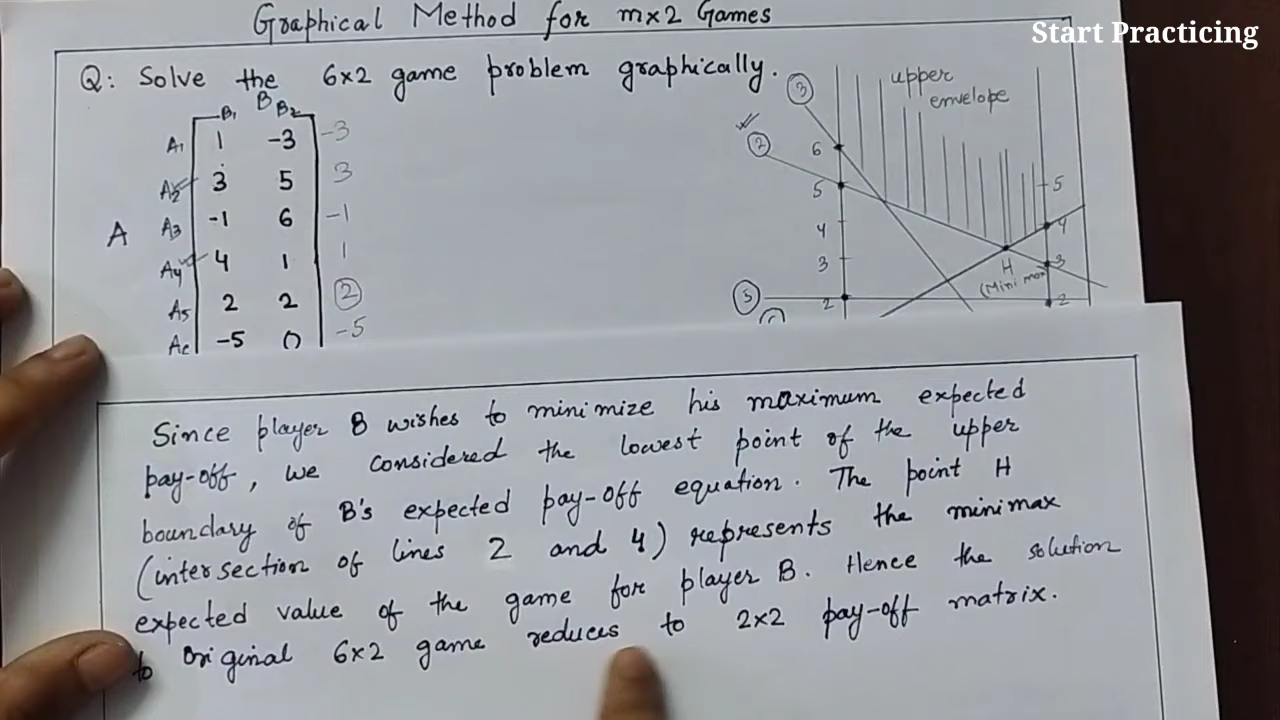 Graphical Method for m×2 Games
Start Practicing
Q: Solve the 6×2 game problem graphically.
B
B₁ B₂
A₁ 1 -3 -3
A₂ 3 5 3
A A₃ -1 6 -1
A₄ 4 1 1
A₅ 2 2 2
-5 0 -5
upper
envelope
3
2
6
5
5
4
4
3
3
H
(Mini max)
5
2
2
Since player B wishes to minimize his maximum expected
pay-off, we considered the lowest point of the upper
boundary of B's expected pay-off equation. The point H
(intersection of lines 2 and 4) represents the minimax
expected value of the game for player B. Hence the solution
to original 6×2 game reduces to 2×2 pay-off matrix.